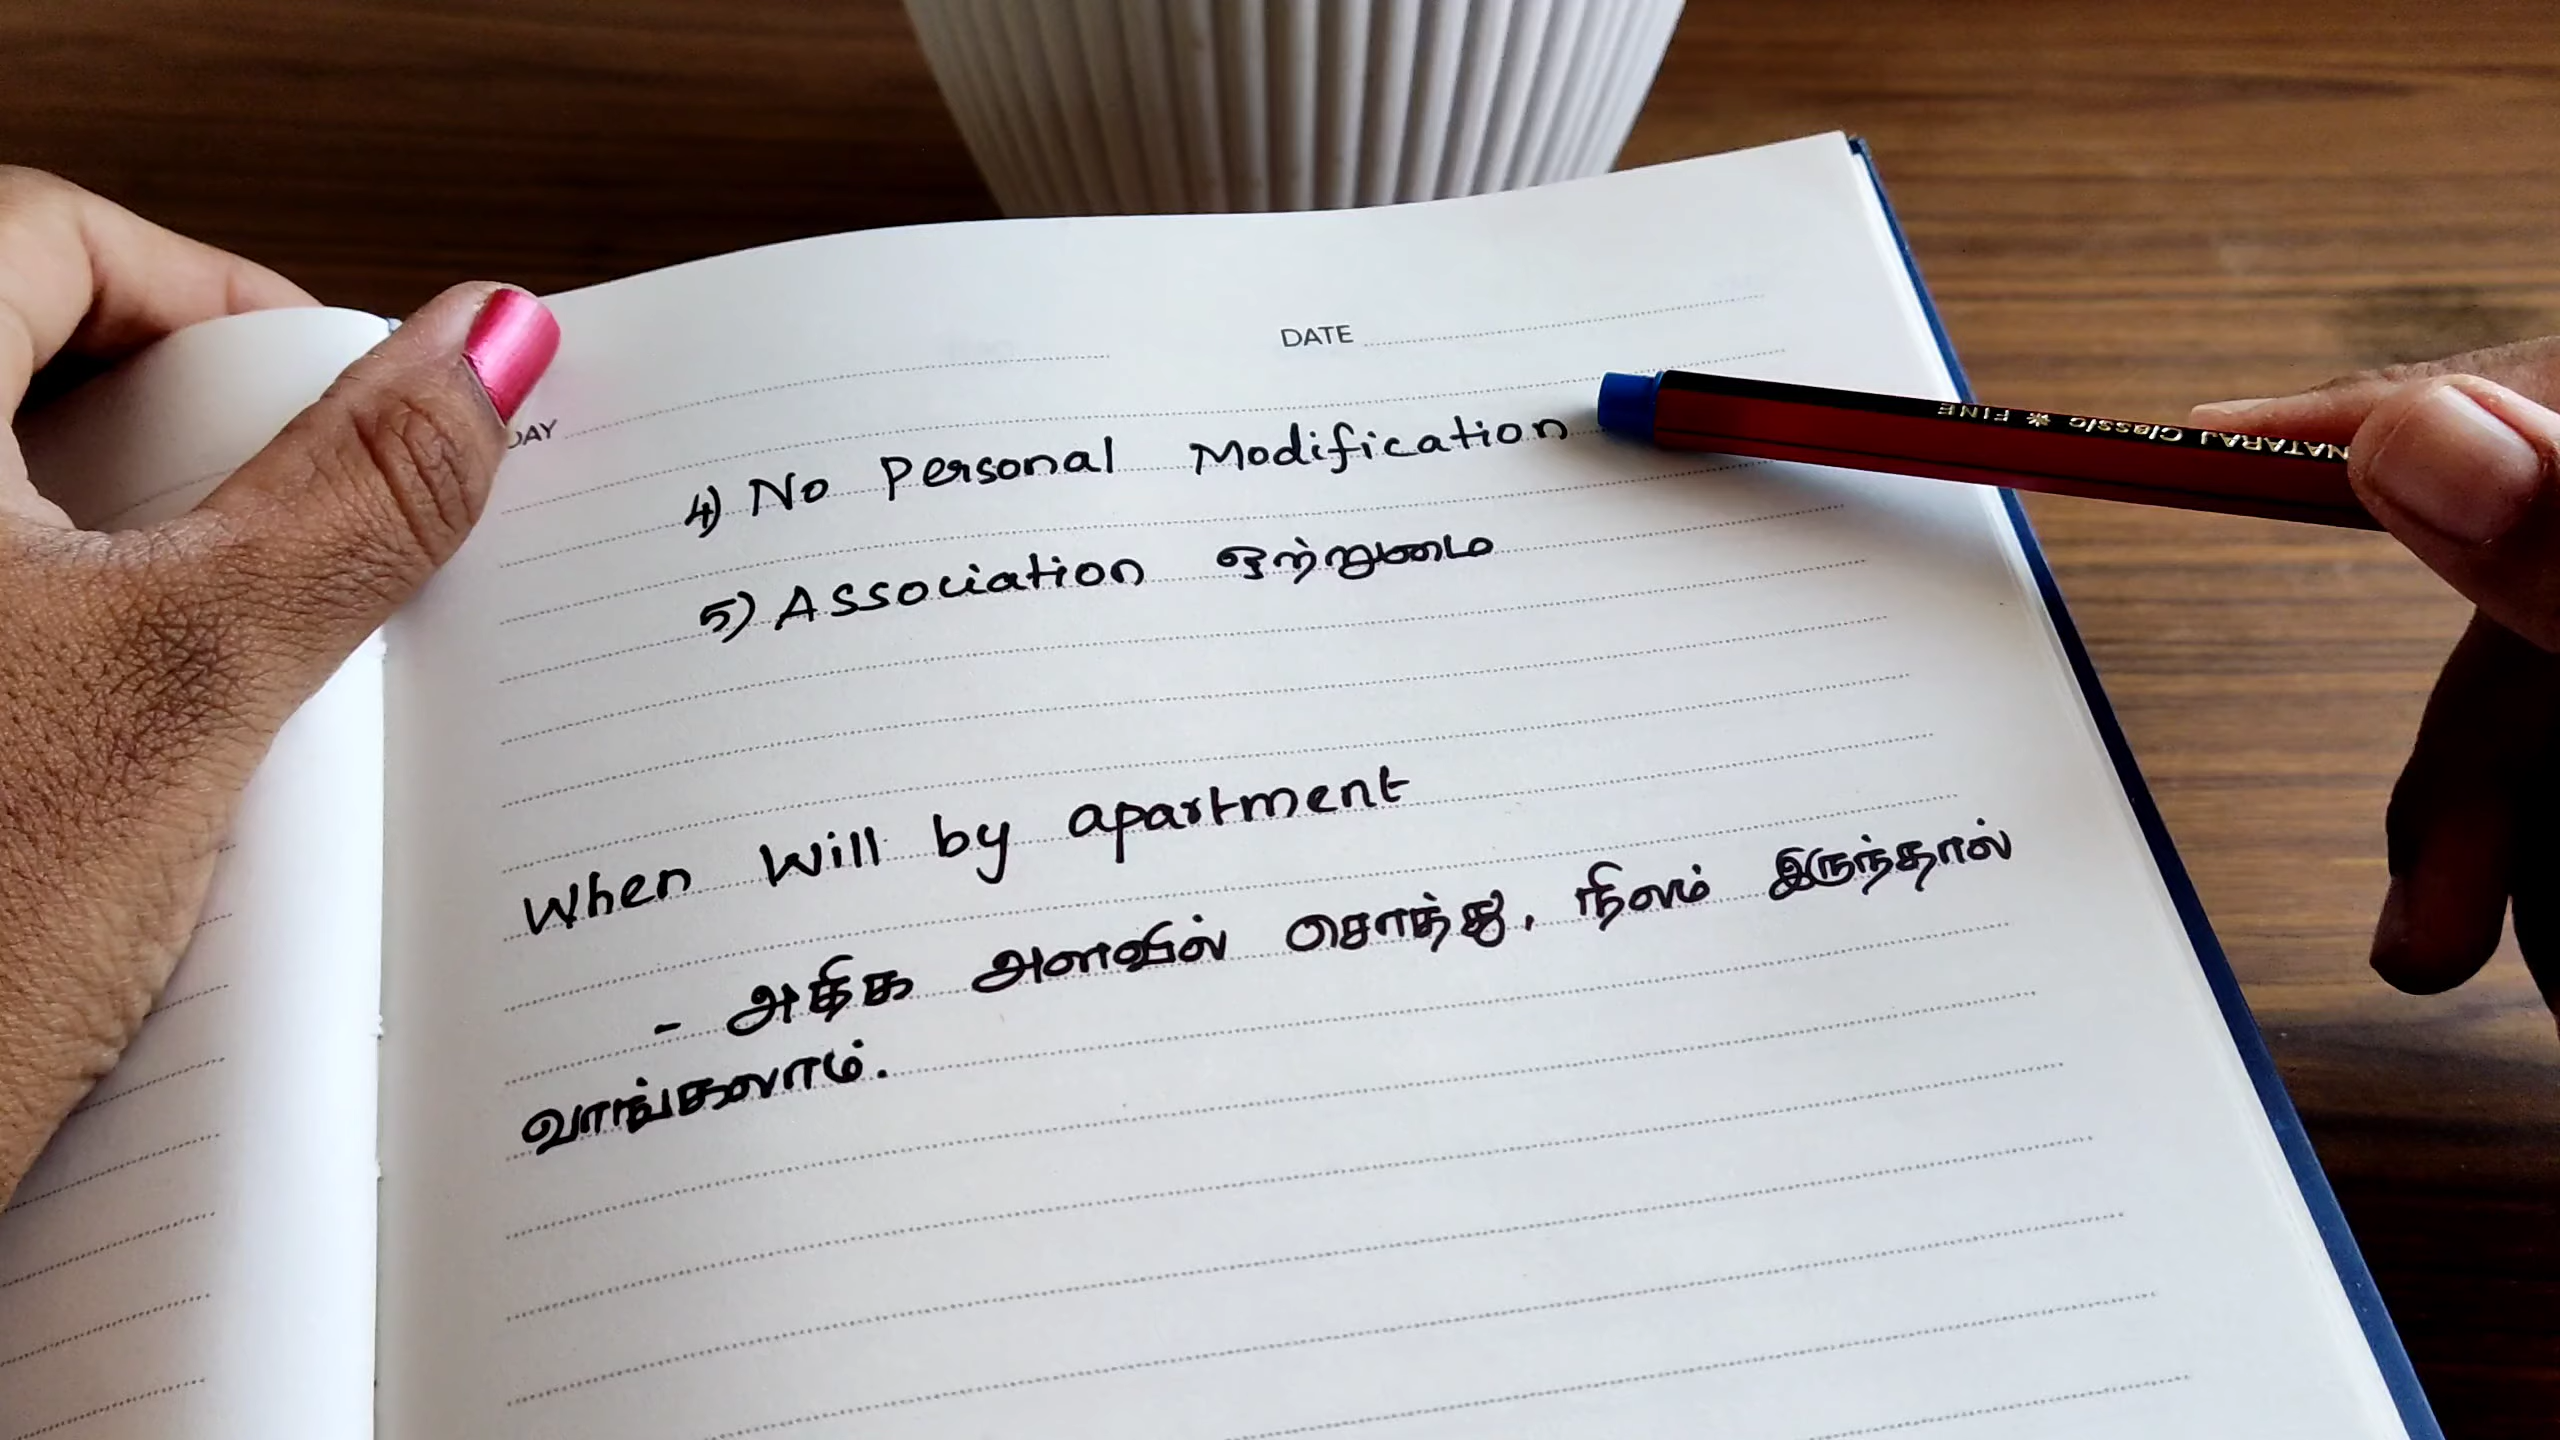 DATE
DAY
4) No Personal Modification
5) Association ஒற்றுமை
When Will by apartment
- அதிக அளவில் சொத்து, நிலம் இருந்தால்
வாங்கலாம்.
NATARAJ Classic * FINE